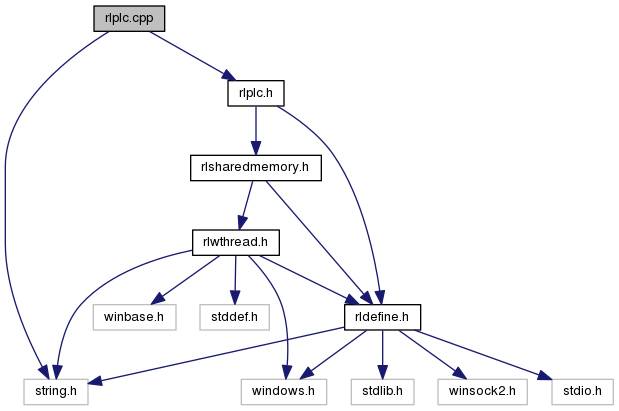 rlplc.cpp
rlplc.h
rlsharedmemory.h
rlwthread.h
winbase.h
stddef.h
rldefine.h
string.h
windows.h
stdlib.h
winsock2.h
stdio.h